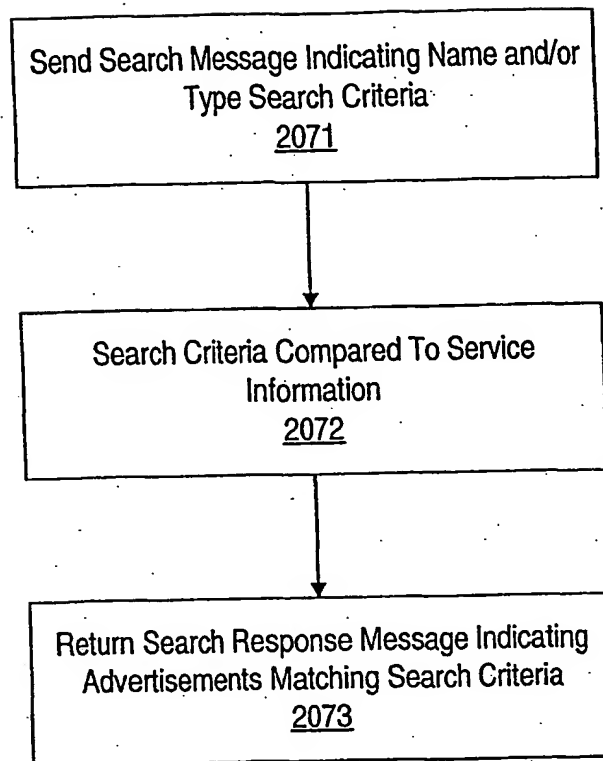 Send Search Message Indicating Name and/or
Type Search Criteria
2071
Search Criteria Compared To Service
Information
2072
Return Search Response Message Indicating
Advertisements Matching Search Criteria
2073